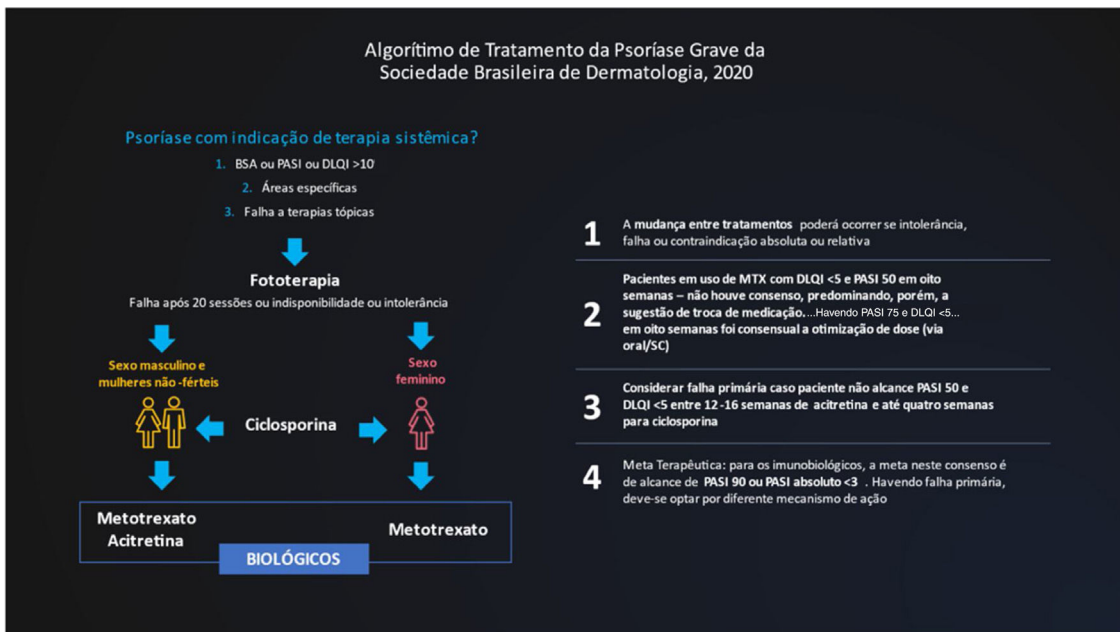 Algorítimo de Tratamento da Psoríase Grave da
Sociedade Brasileira de Dermatologia, 2020
Psoríase com indicação de terapia sistêmica?
1. BSA ou PASI ou DLQI >10
2. Áreas específicas
3. Falha a terapias tópicas
Fototerapia
Falha após 20 sessões ou indisponibilidade ou intolerância
Sexo masculino e
mulheres não -férteis
Sexo
feminino
Ciclosporina
Metotrexato
Acitretina
Metotrexato
BIOLÓGICOS
1
A mudança entre tratamentos poderá ocorrer se intolerância,
falha ou contraindicação absoluta ou relativa
2
Pacientes em uso de MTX com DLQI <5 e PASI 50 em oito
semanas – não houve consenso, predominando, porém, a
sugestão de troca de medicação. ...Havendo PASI 75 e DLQI <5...
em oito semanas foi consensual a otimização de dose (via
oral/SC)
3
Considerar falha primária caso paciente não alcance PASI 50 e
DLQI <5 entre 12 -16 semanas de acitretina e até quatro semanas
para ciclosporina
4
Meta Terapêutica: para os imunobiológicos, a meta neste consenso é
de alcance de PASI 90 ou PASI absoluto <3 . Havendo falha primária,
deve-se optar por diferente mecanismo de ação